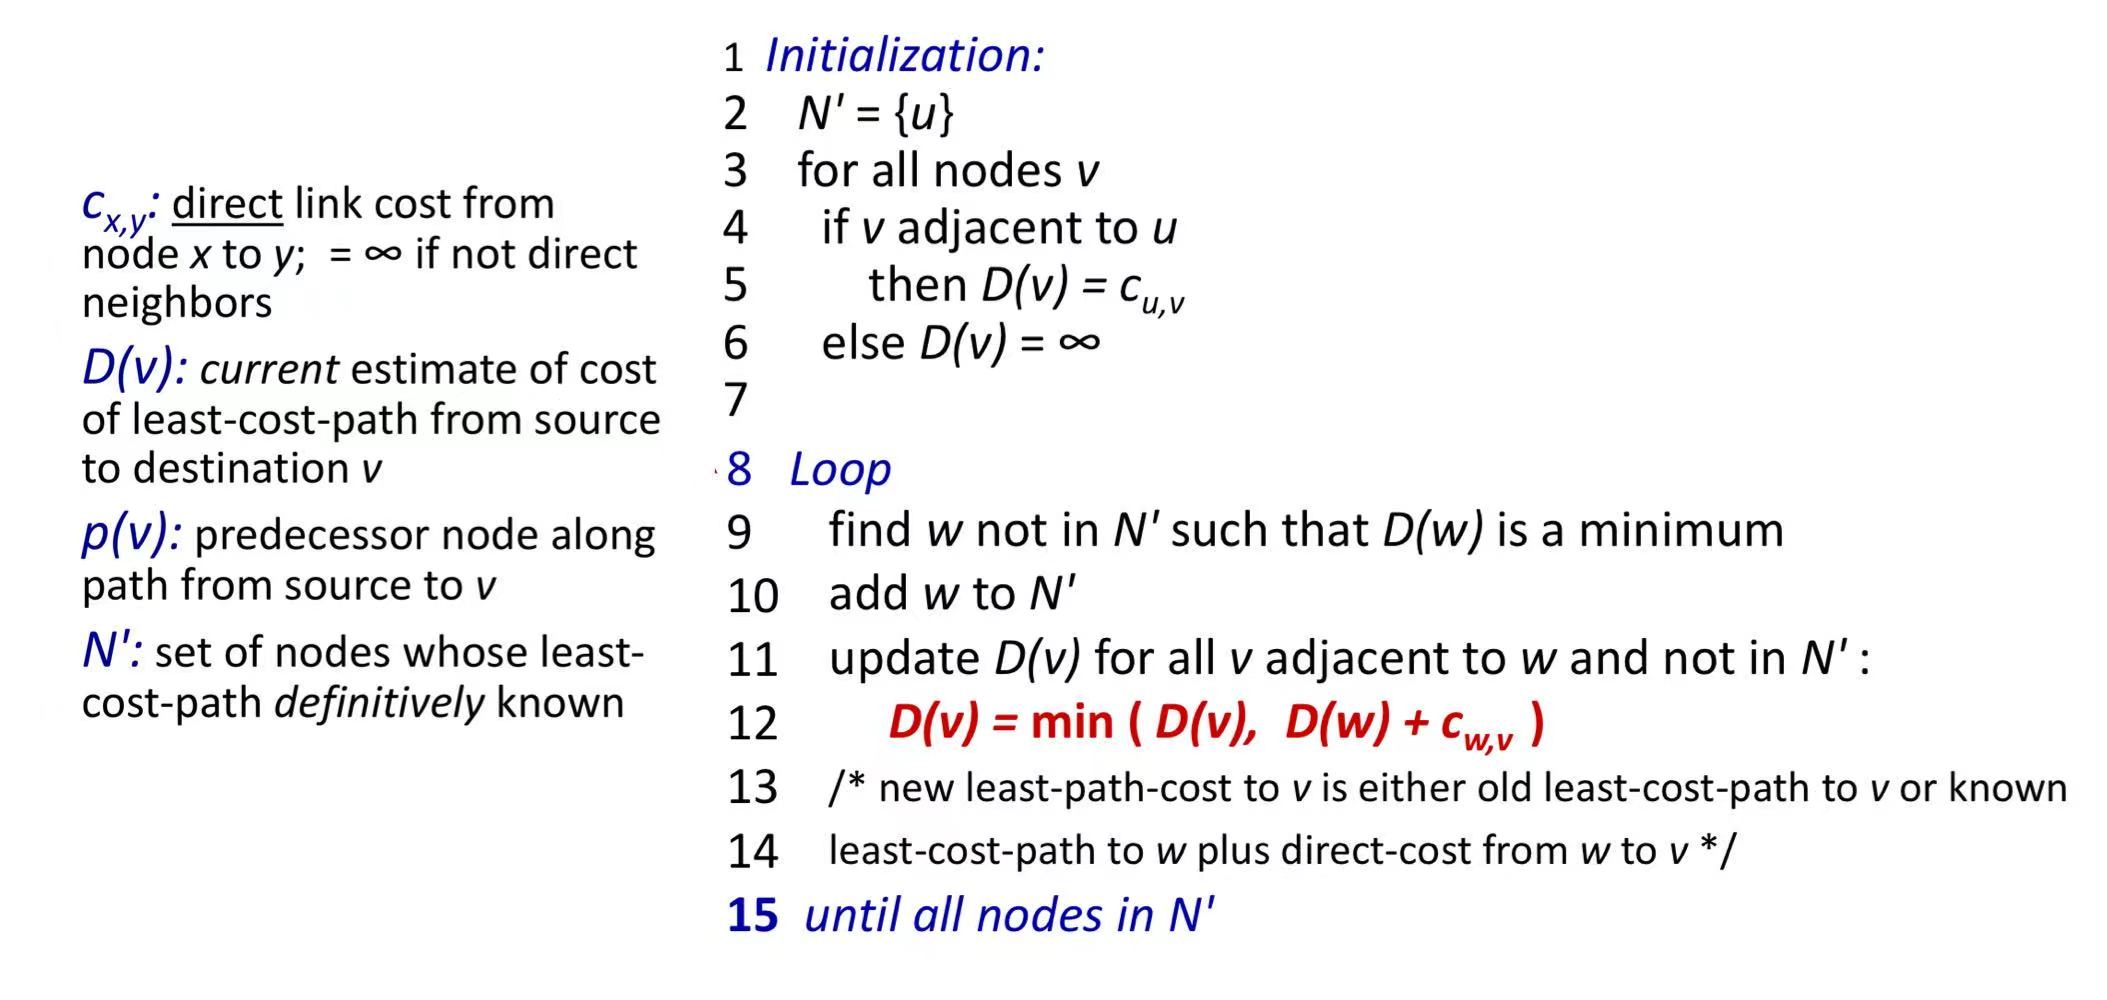 c_x,y: direct link cost from
node x to y; = ∞ if not direct
neighbors
D(v): current estimate of cost
of least-cost-path from source
to destination v
p(v): predecessor node along
path from source to v
N': set of nodes whose least-
cost-path definitively known
1 Initialization:
2 N' = {u}
3 for all nodes v
4 if v adjacent to u
5 then D(v) = c_u,v
6 else D(v) = ∞
7
8 Loop
9 find w not in N' such that D(w) is a minimum
10 add w to N'
11 update D(v) for all v adjacent to w and not in N' :
12 D(v) = min ( D(v), D(w) + c_w,v )
13 /* new least-path-cost to v is either old least-cost-path to v or known
14 least-cost-path to w plus direct-cost from w to v */
15 until all nodes in N'